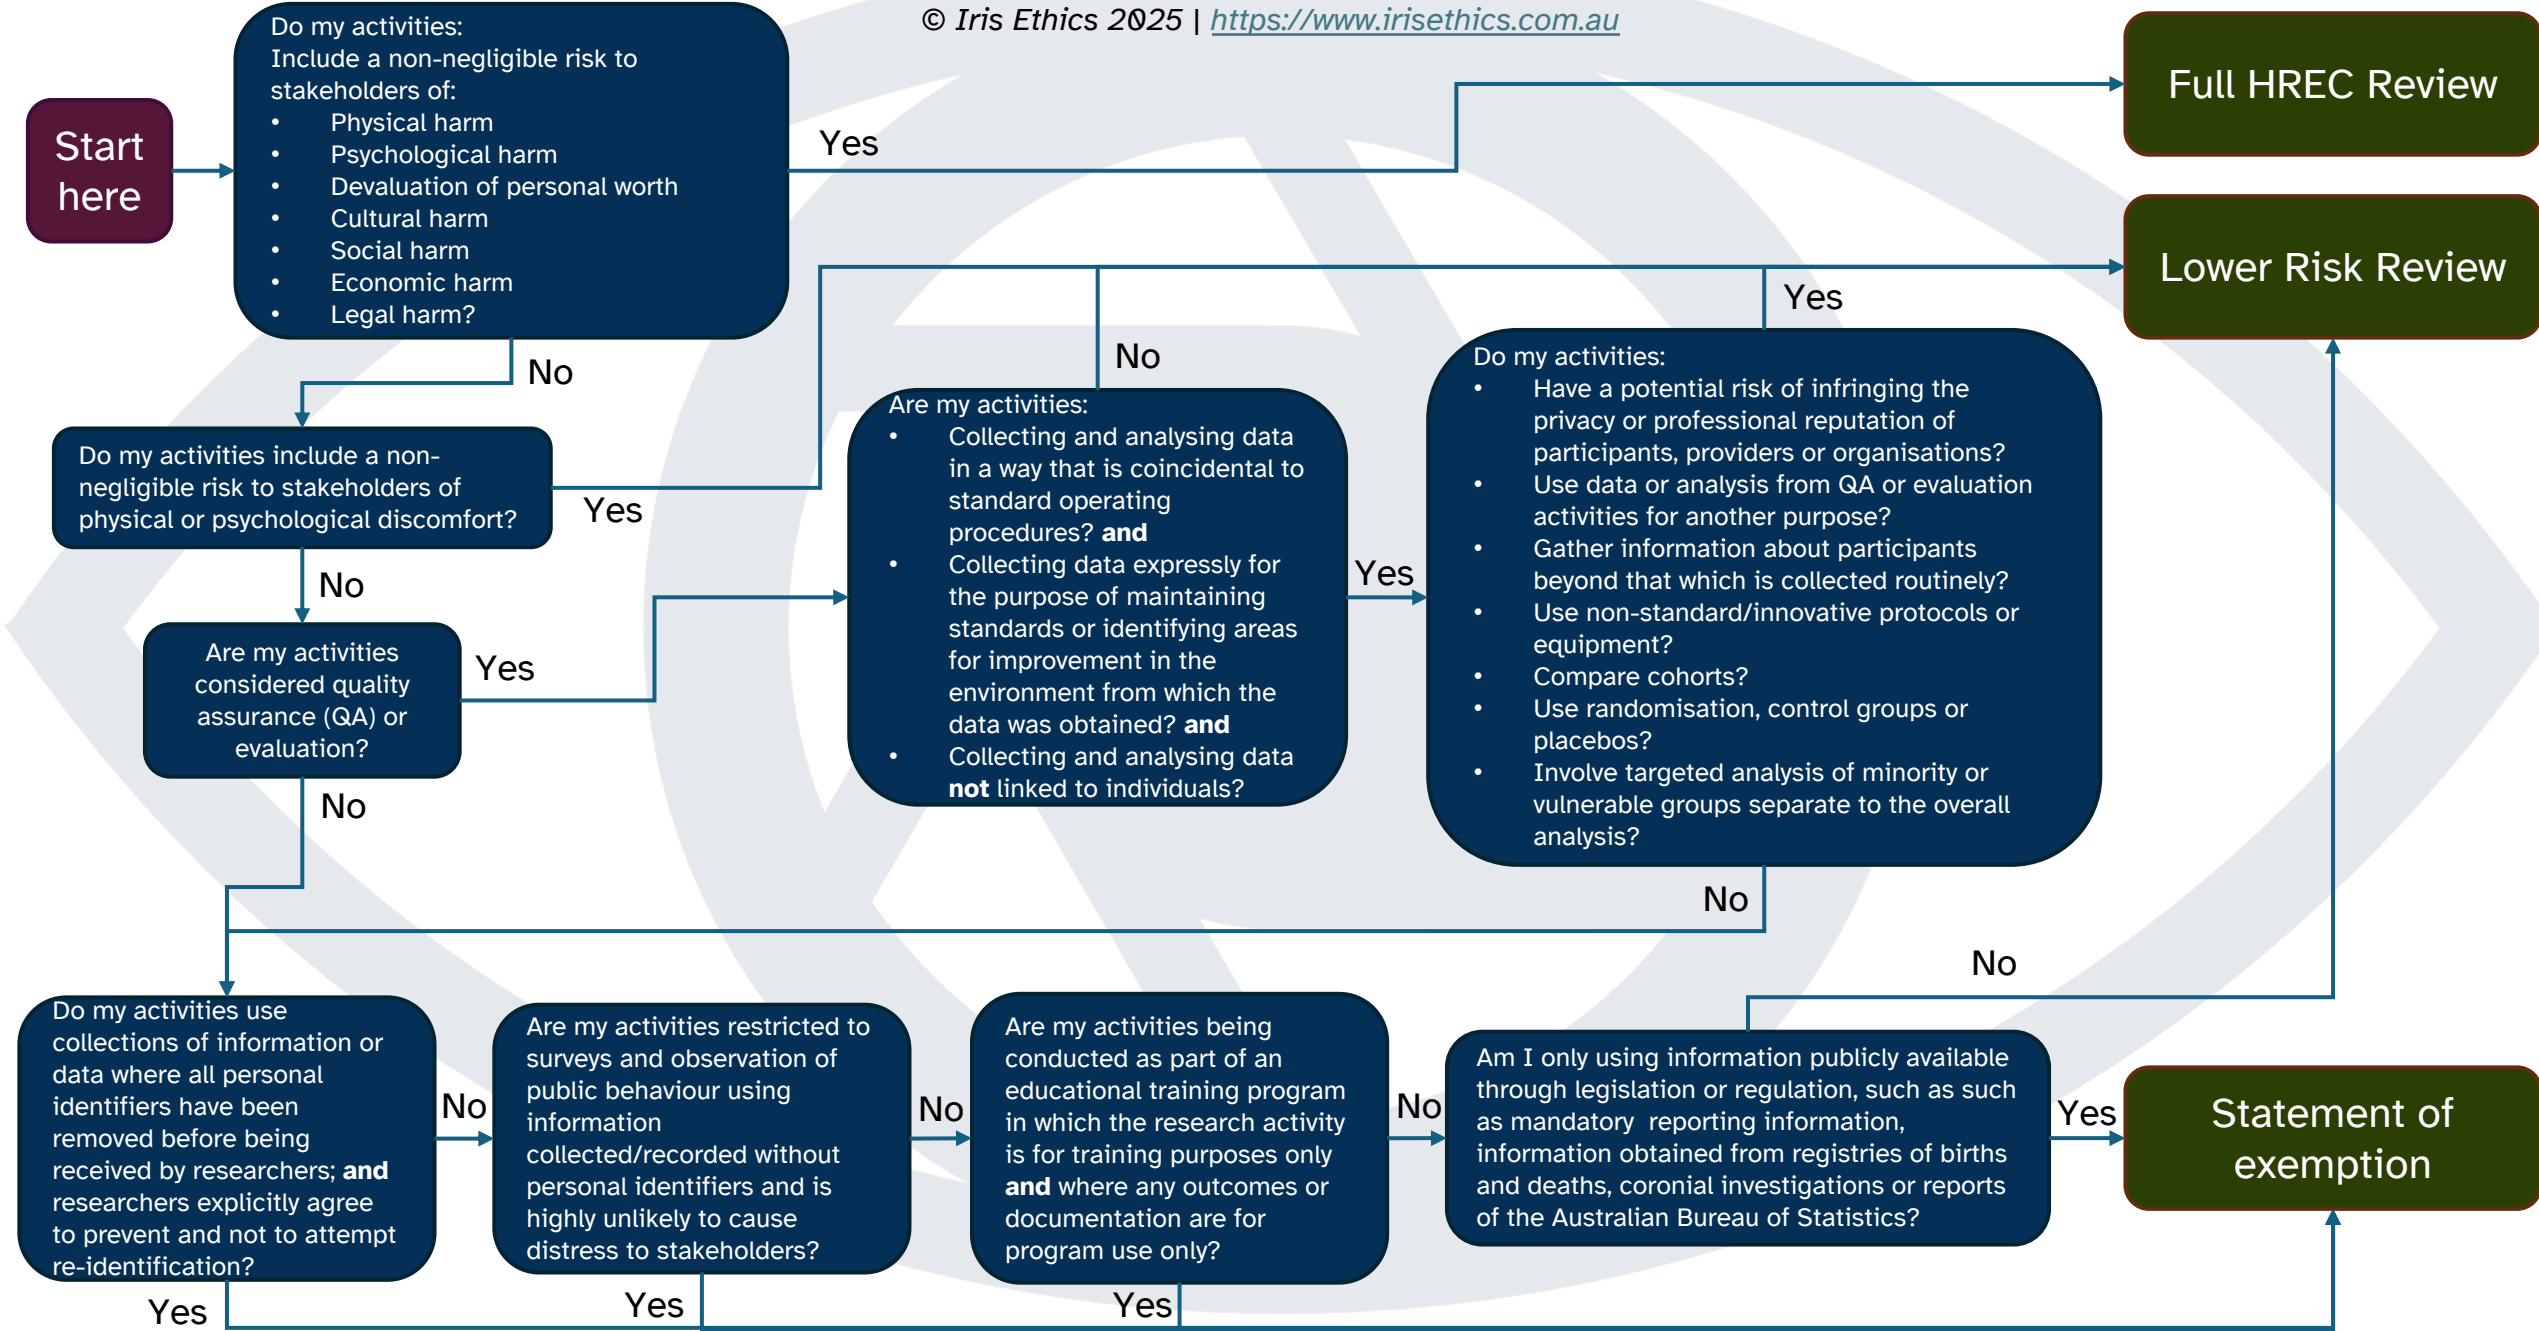 © Iris Ethics 2025 | https://www.irisethics.com.au
Start
here
Do my activities:
Include a non-negligible risk to
stakeholders of:
• Physical harm
• Psychological harm
• Devaluation of personal worth
• Cultural harm
• Social harm
• Economic harm
• Legal harm?
Yes
Full HREC Review
No
Lower Risk Review
Do my activities include a non-
negligible risk to stakeholders of
physical or psychological discomfort?
Yes
No
Are my activities
considered quality
assurance (QA) or
evaluation?
Yes
No
No
Are my activities:
• Collecting and analysing data
in a way that is coincidental to
standard operating
procedures? and
• Collecting data expressly for
the purpose of maintaining
standards or identifying areas
for improvement in the
environment from which the
data was obtained? and
• Collecting and analysing data
not linked to individuals?
Yes
Yes
Do my activities:
• Have a potential risk of infringing the
privacy or professional reputation of
participants, providers or organisations?
• Use data or analysis from QA or evaluation
activities for another purpose?
• Gather information about participants
beyond that which is collected routinely?
• Use non-standard/innovative protocols or
equipment?
• Compare cohorts?
• Use randomisation, control groups or
placebos?
• Involve targeted analysis of minority or
vulnerable groups separate to the overall
analysis?
No
Do my activities use
collections of information or
data where all personal
identifiers have been
removed before being
received by researchers; and
researchers explicitly agree
to prevent and not to attempt
re-identification?
No
Yes
Are my activities restricted to
surveys and observation of
public behaviour using
information
collected/recorded without
personal identifiers and is
highly unlikely to cause
distress to stakeholders?
No
Yes
Are my activities being
conducted as part of an
educational training program
in which the research activity
is for training purposes only
and where any outcomes or
documentation are for
program use only?
No
Yes
Am I only using information publicly available
through legislation or regulation, such as such
as mandatory  reporting information,
information obtained from registries of births
and deaths, coronial investigations or reports
of the Australian Bureau of Statistics?
No
Yes
Statement of
exemption